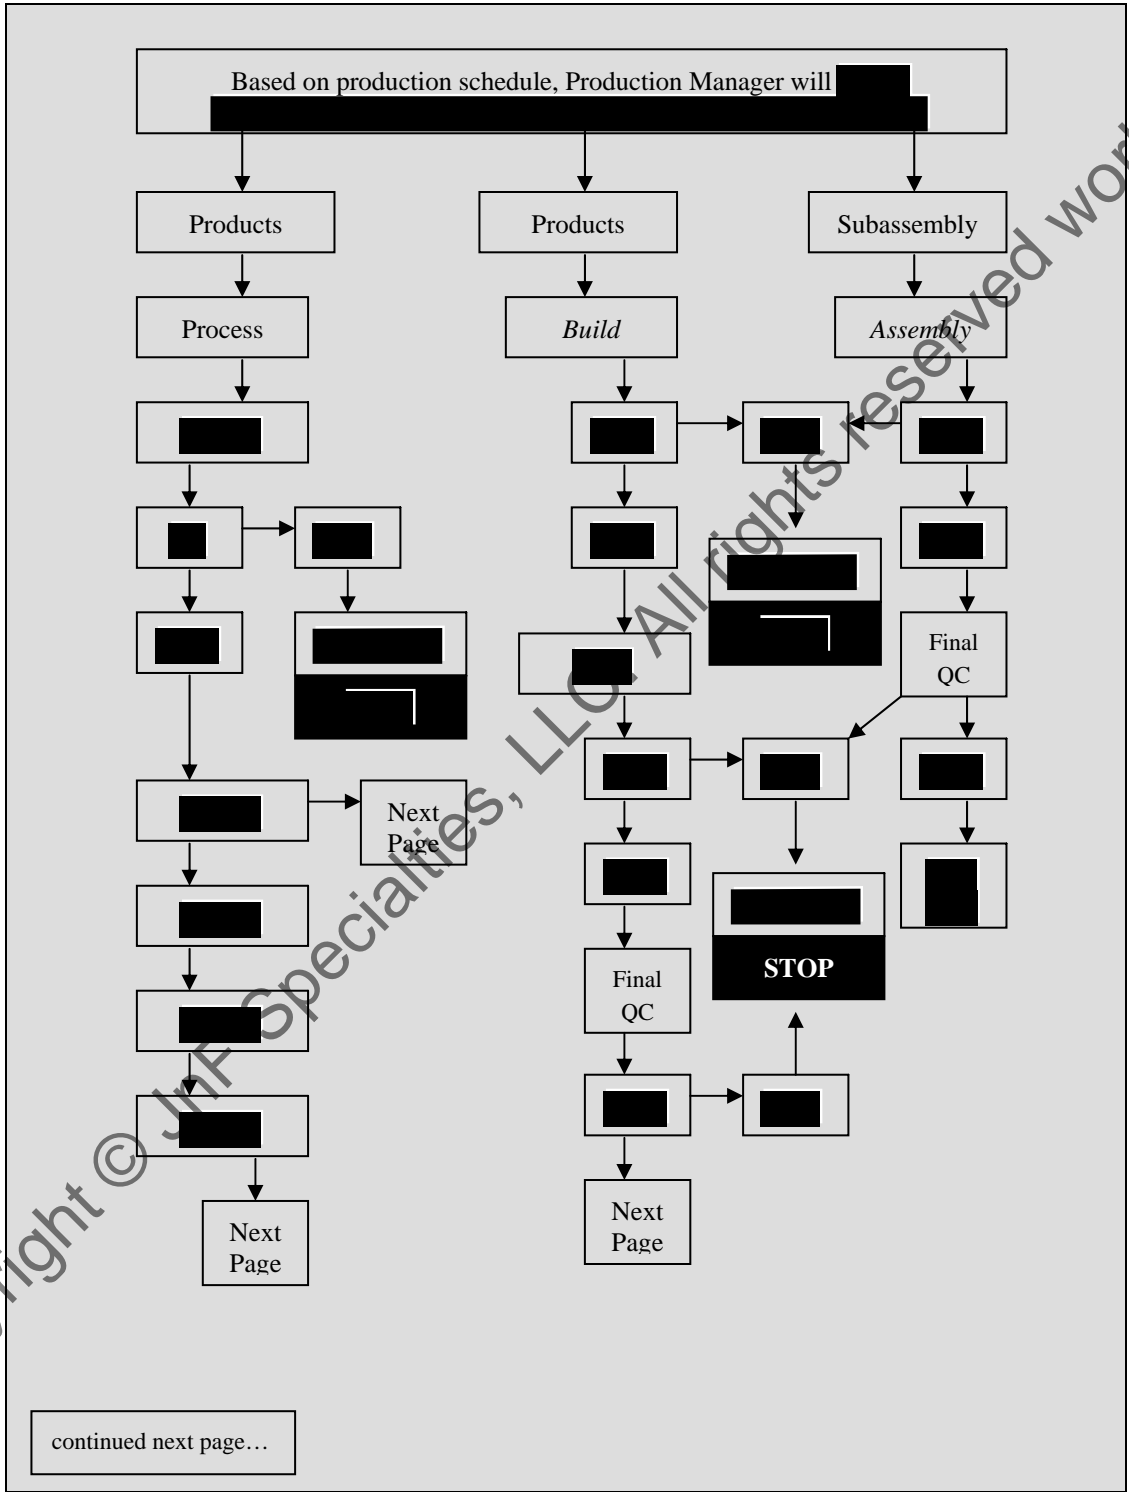 Based on production schedule, Production Manager will
Products
Products
Subassembly
Process
Build
Assembly
Final
QC
Next
Page
Final
QC
STOP
Next
Page
Next
Page
continued next page…
right © JnF Specialties, LLC. All rights reserved wor